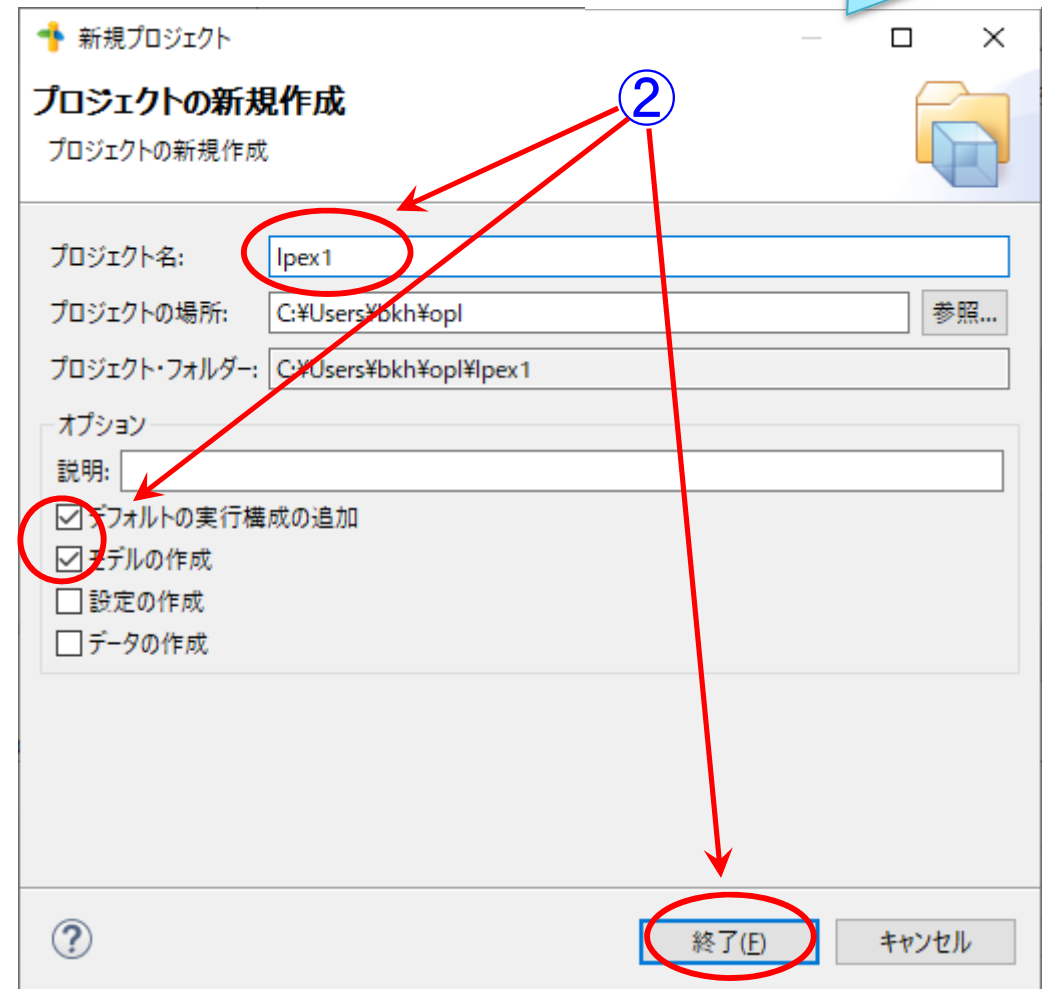 新規プロジェクト
プロジェクトの新規作成
②
プロジェクトの新規作成
プロジェクト名: lpex1
プロジェクトの場所: C:¥Users¥bkh¥opl 参照...
プロジェクト・フォルダー: C:¥Users¥bkh¥opl¥lpex1
オプション
説明:
デフォルトの実行構成の追加
モデルの作成
設定の作成
データの作成
終了(F) キャンセル